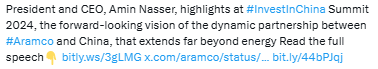 President and CEO, Amin Nasser, highlights at #InvestInChina Summit
2024, the forward-looking vision of the dynamic partnership between
#Aramco and China, that extends far beyond energy Read the full
speech👇 bitly.ws/3gLMG x.com/aramco/status/... bit.ly/44bPJqj